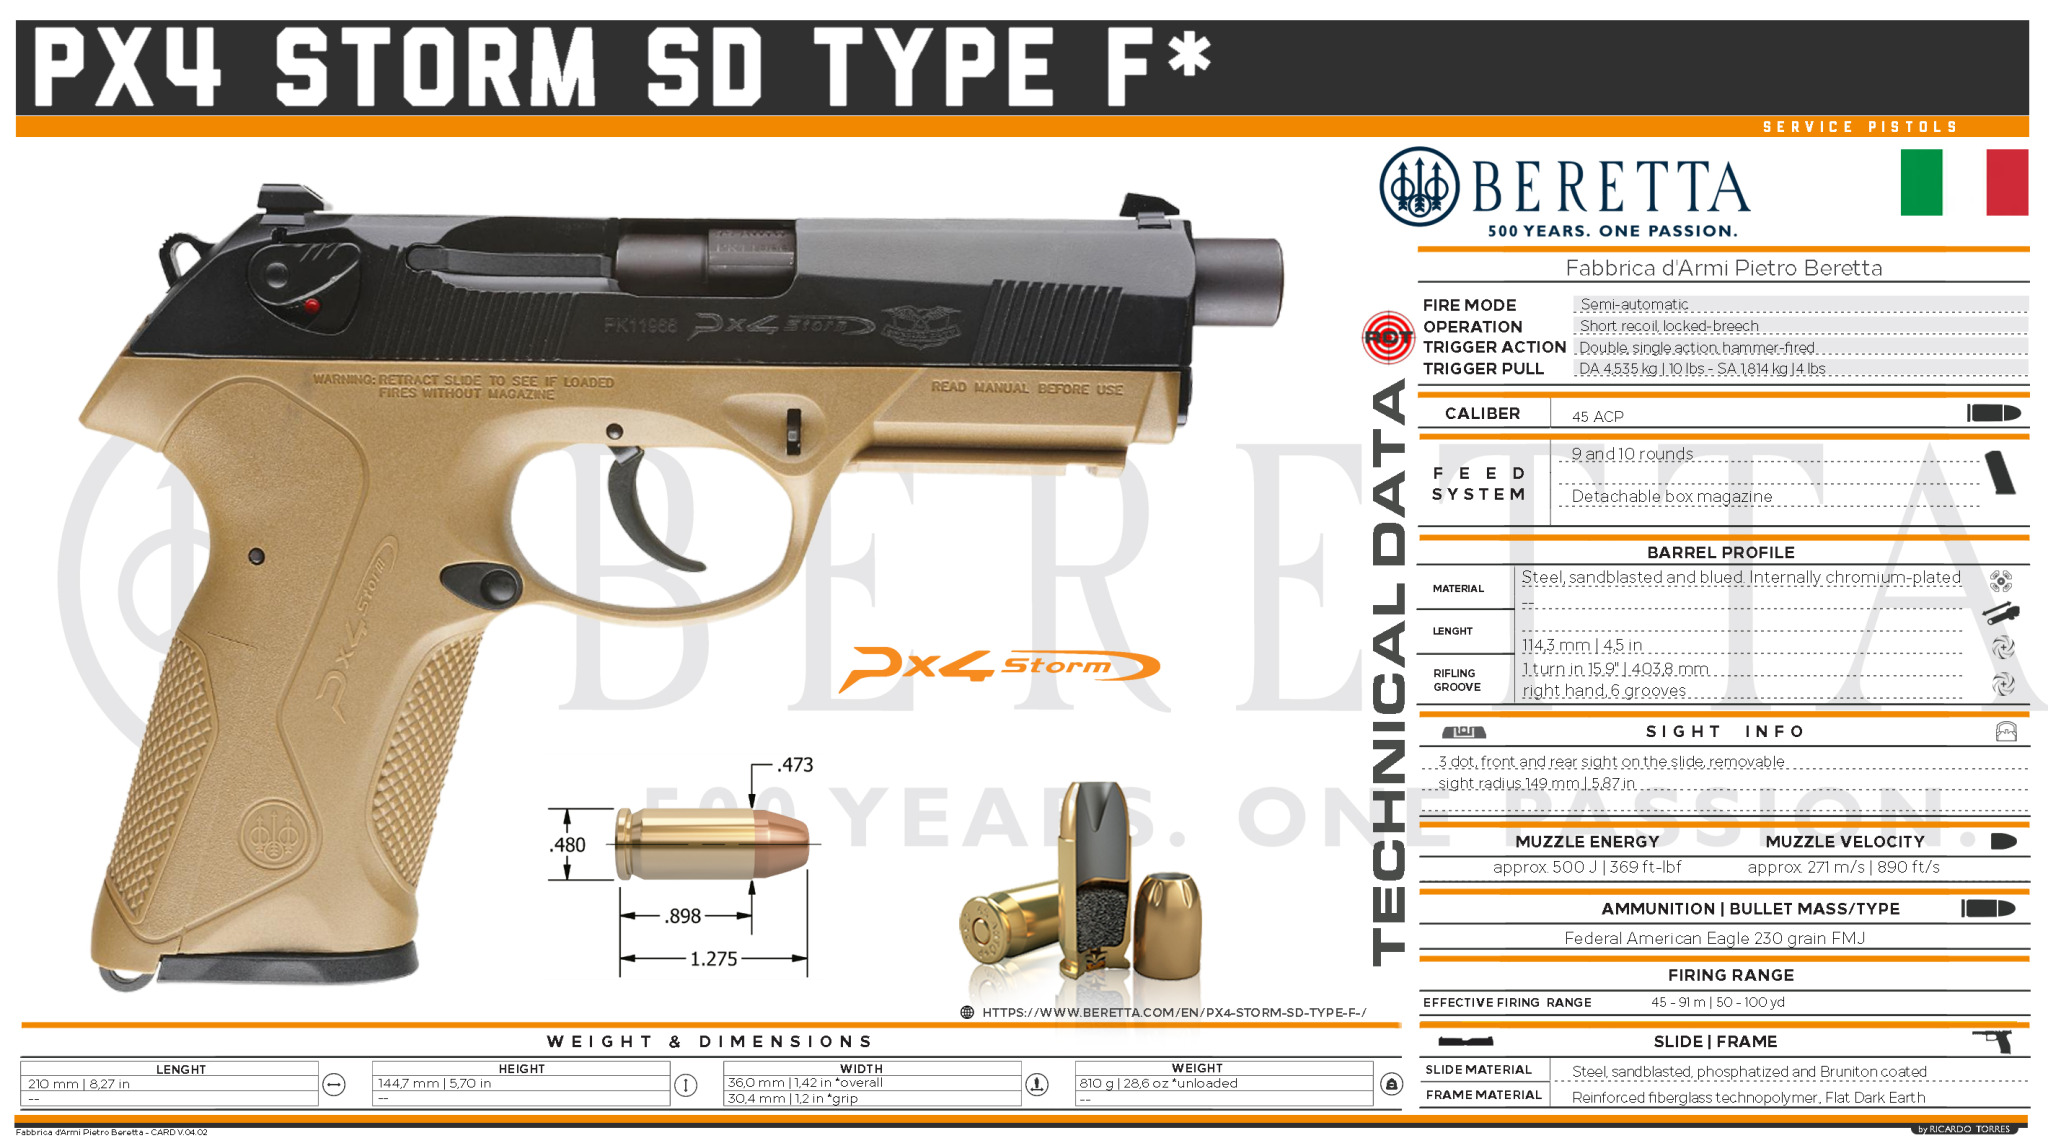 PX4 STORM SD TYPE F*
SERVICE PISTOLS
BERETTA
500 YEARS. ONE PASSION.
Fabbrica d'Armi Pietro Beretta
FIRE MODE Semi-automatic
OPERATION Short recoil, locked-breech
TRIGGER ACTION Double, single action, hammer-fired
TRIGGER PULL DA 4,535 kg | 10 lbs - SA 1,814 kg | 4 lbs
RDT
TECHNICAL DATA
CALIBER 45 ACP
FEED SYSTEM
9 and 10 rounds
Detachable box magazine
BARREL PROFILE
MATERIAL Steel, sandblasted and blued. Internally chromium-plated
--
LENGHT
114,3 mm | 4,5 in
RIFLING GROOVE
1 turn in 15.9" | 403,8 mm
right hand, 6 grooves
SIGHT INFO
3 dot, front and rear sight on the slide, removable
sight radius 149 mm | 5,87 in
MUZZLE ENERGY MUZZLE VELOCITY
approx. 500 J | 369 ft-lbf approx. 271 m/s | 890 ft/s
AMMUNITION | BULLET MASS/TYPE
Federal American Eagle 230 grain FMJ
FIRING RANGE
EFFECTIVE FIRING RANGE 45 - 91 m | 50 - 100 yd
SLIDE | FRAME
SLIDE MATERIAL Steel, sandblasted, phosphatized and Bruniton coated
FRAME MATERIAL Reinforced fiberglass technopolymer, Flat Dark Earth
PK11966 Px4 Storm
WARNING: RETRACT SLIDE TO SEE IF LOADED
FIRES WITHOUT MAGAZINE
READ MANUAL BEFORE USE
Px4 Storm
Px4 Storm
BERETTA
500 YEARS. ONE PASSION.
.473
.480
.898
1.275
HTTPS://WWW.BERETTA.COM/EN/PX4-STORM-SD-TYPE-F-/
WEIGHT & DIMENSIONS
LENGHT HEIGHT WIDTH WEIGHT
210 mm | 8,27 in 144,7 mm | 5,70 in 36,0 mm | 1,42 in *overall 810 g | 28,6 oz *unloaded
-- -- 30,4 mm | 1,2 in *grip --
Fabbrica d'Armi Pietro Beretta - CARD V.04.02
by RICARDO TORRES